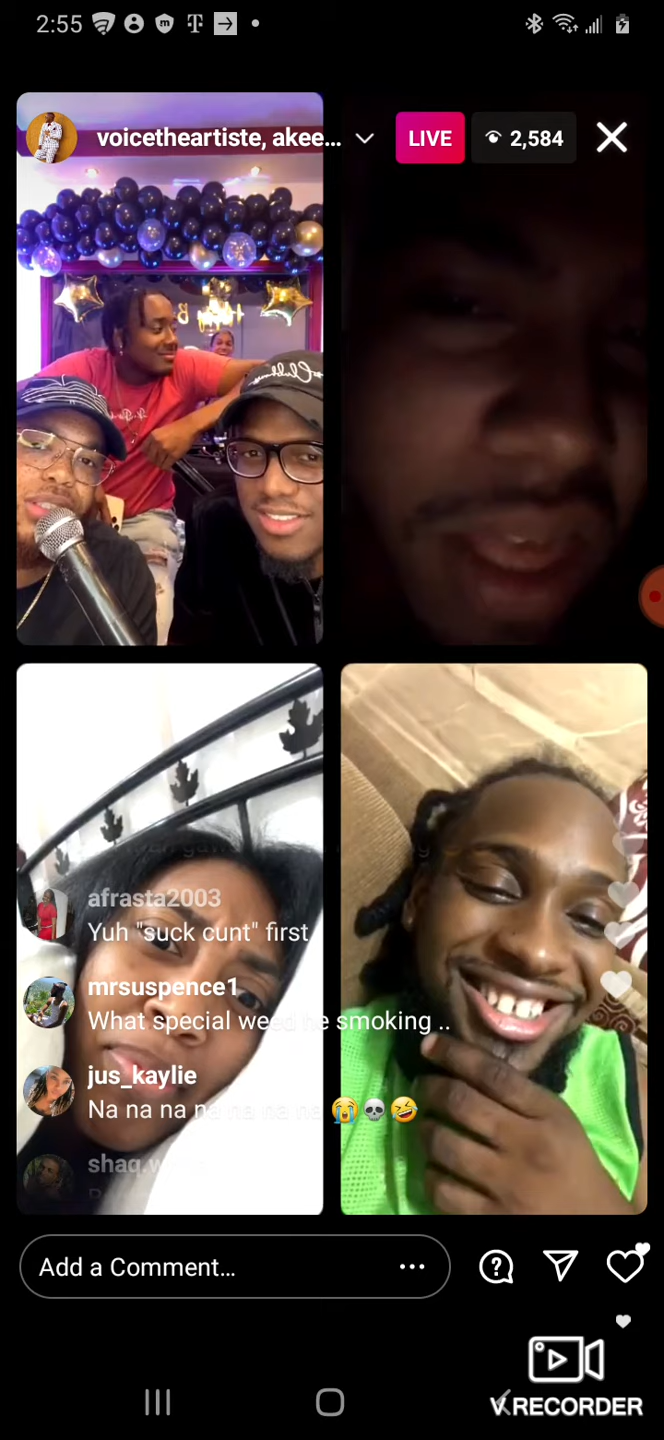 2:55
voicetheartiste, akee...
LIVE
2,584
afrasta2003
Yuh "suck cunt" first
mrsuspence1
What special weed he smoking ..
jus_kaylie
Na na na na na na na 😭💀🤣
Add a Comment...
V.RECORDER